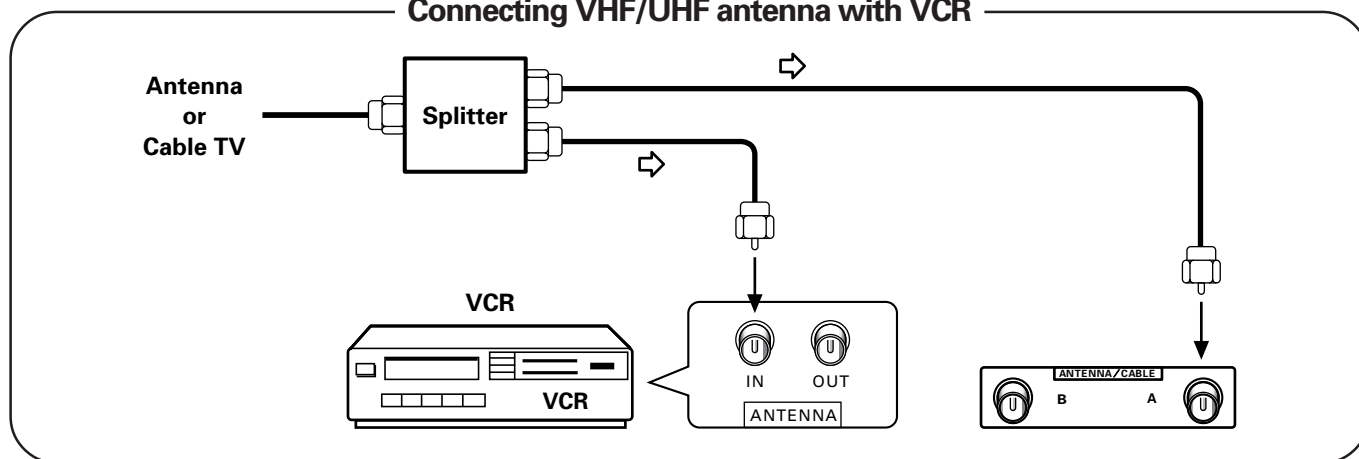 Connecting VHF/UHF antenna with VCR
Antenna
or
Cable TV
Splitter
VCR
VCR
IN OUT
ANTENNA
ANTENNA/CABLE
B A